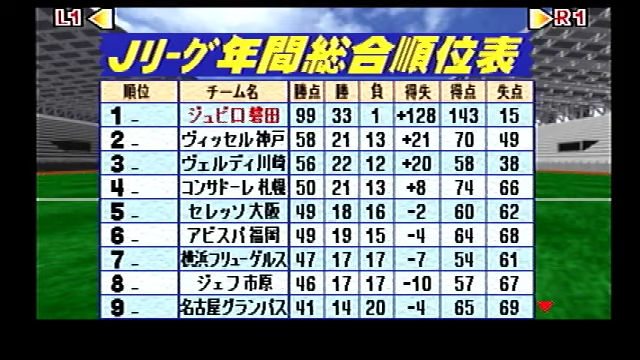 L1 R1
Jリーグ年間総合順位表
順位 チーム名 勝点 勝 負 得失 得点 失点
1 - ジュビロ磐田 99 33 1 +128 143 15
2 - ヴィッセル神戸 58 21 13 +21 70 49
3 - ヴェルディ川崎 56 22 12 +20 58 38
4 - コンサドーレ札幌 50 21 13 +8 74 66
5 - セレッソ大阪 49 18 16 -2 60 62
6 - アビスパ福岡 49 19 15 -4 64 68
7 - 横浜フリューゲルス 47 17 17 -7 54 61
8 - ジェフ市原 46 17 17 -10 57 67
9 - 名古屋グランパス 41 14 20 -4 65 69